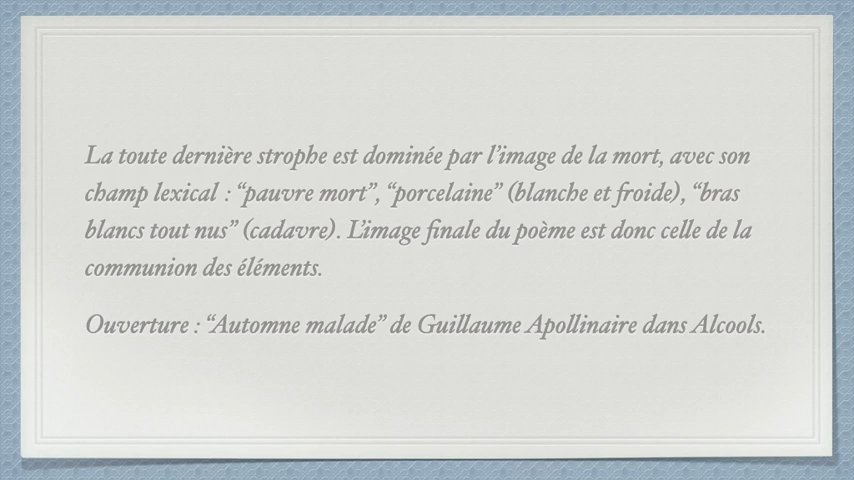 La toute dernière strophe est dominée par l’image de la mort, avec son
champ lexical : “pauvre mort”, “porcelaine” (blanche et froide), “bras
blancs tout nus” (cadavre). L’image finale du poème est donc celle de la
communion des éléments.
Ouverture : “Automne malade” de Guillaume Apollinaire dans Alcools.